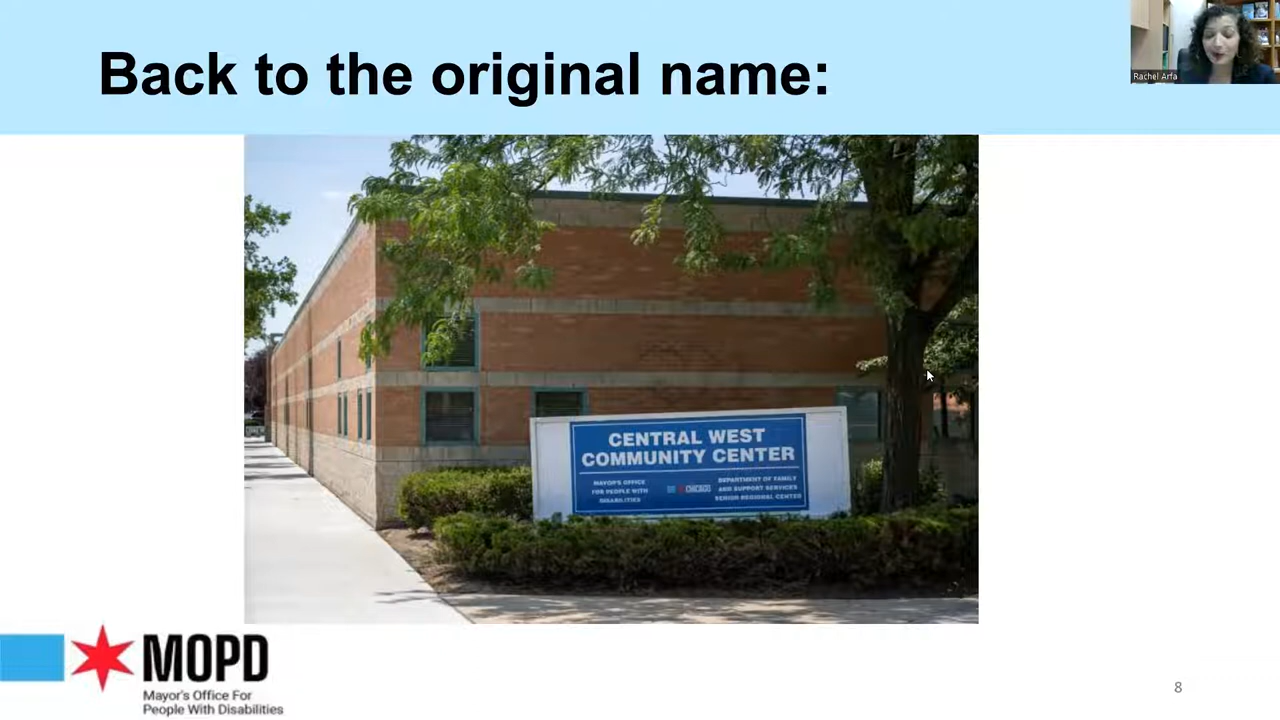 Back to the original name:
Rachel Arfa
CENTRAL WEST
COMMUNITY CENTER
MAYOR'S OFFICE
FOR PEOPLE WITH
DISABILITIES
CHICAGO
DEPARTMENT OF FAMILY
AND SUPPORT SERVICES
SENIOR REGIONAL CENTER
MOPD
Mayor's Office For
People With Disabilities
8